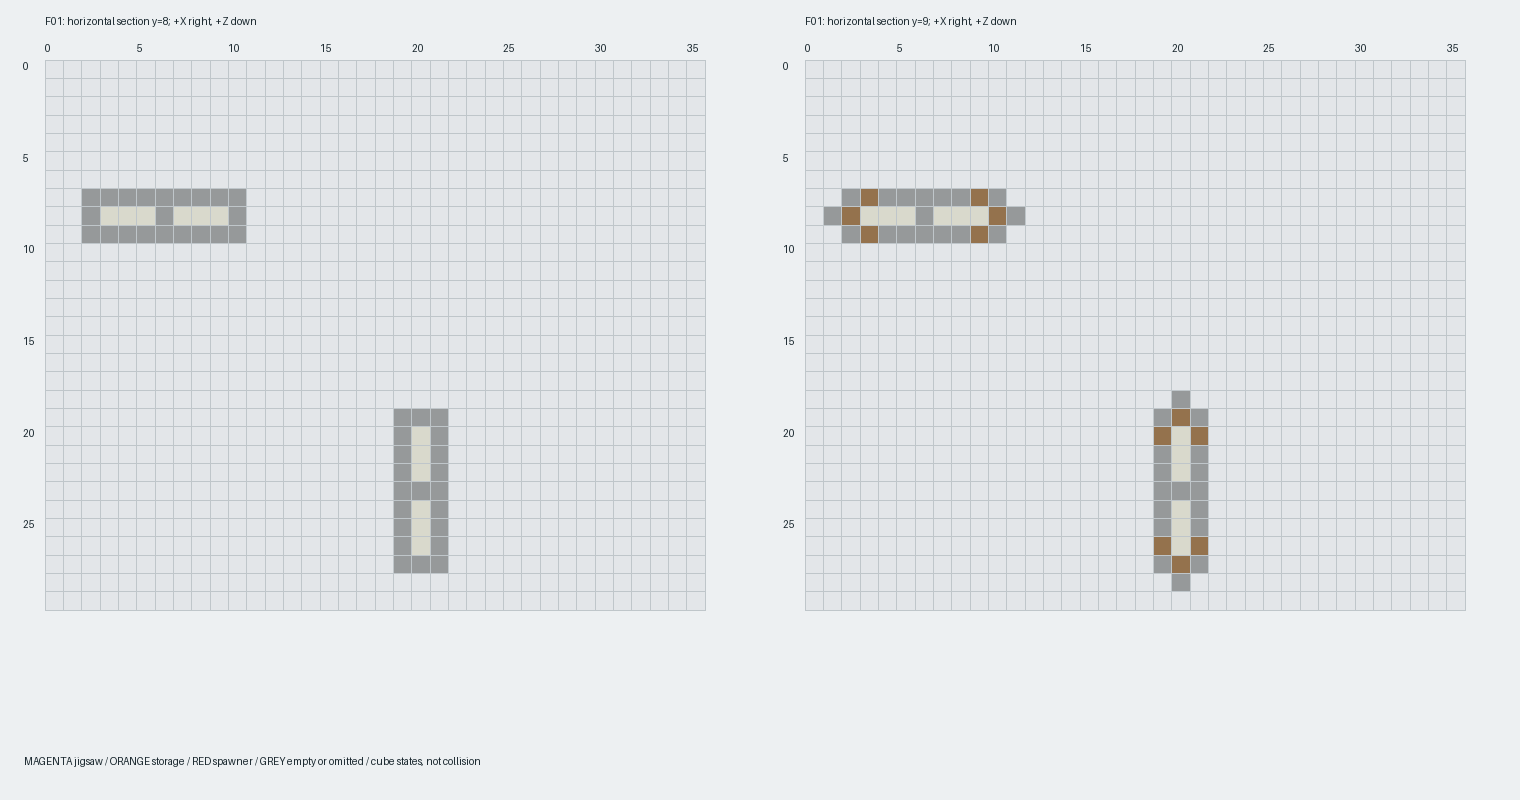 F01: horizontal section y=8; +X right, +Z down
F01: horizontal section y=9; +X right, +Z down
0 5 10 15 20 25 30 35
0 5 10 15 20 25 30 35
0 0
5 5
10 10
15 15
20 20
25 25
MAGENTA jigsaw / ORANGE storage / RED spawner / GREY empty or omitted / cube states, not collision